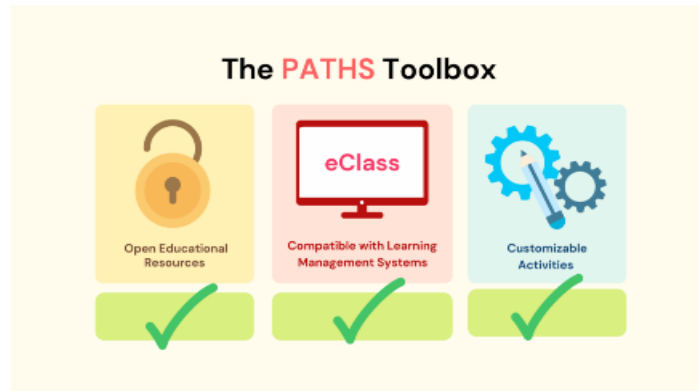 The PATHS Toolbox
eClass
Open Educational
Resources
Compatible with Learning
Management Systems
Customizable
Activities